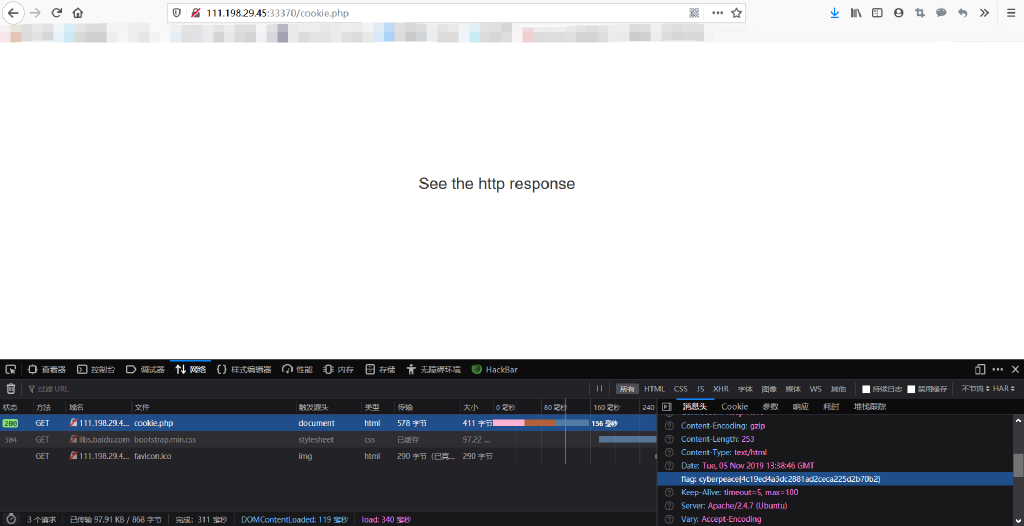 111.198.29.45:33370/cookie.php
See the http response
查看器 控制台 调试器 网络 样式编辑器 性能 内存 存储 无障碍环境 HackBar
过滤 URL 所有 HTML CSS JS XHR 字体 图像 媒体 WS 其他 持续日志 禁用缓存 不节流 HAR
状态 方法 域名 文件 触发源头 类型 传输 大小 0 毫秒 80 毫秒 160 毫秒 240
200 GET 111.198.29.4... cookie.php document html 578 字节 411 字节 156 毫秒
304 GET libs.baidu.com bootstrap.min.css stylesheet css 已缓存 97.22 ...
GET 111.198.29.4... favicon.ico img html 290 字节 290 字节
消息头 Cookie 参数 响应 耗时 堆栈跟踪
Content-Encoding: gzip
Content-Length: 253
Content-Type: text/html
Date: Tue, 05 Nov 2019 13:38:46 GMT
flag: cyberpeace{4c19ed4a3dc2881ad2ceca225d2b70b2}
Keep-Alive: timeout=5, max=100
Server: Apache/2.4.7 (Ubuntu)
Vary: Accept-Encoding
3 个请求 已传输 97.91 KB / 868 字节 完成: 311 毫秒 DOMContentLoaded: 119 毫秒 load: 340 毫秒